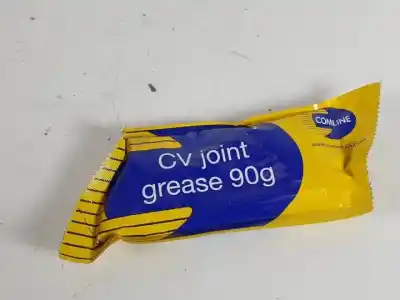 COMLINE
CV joint
grease 90g